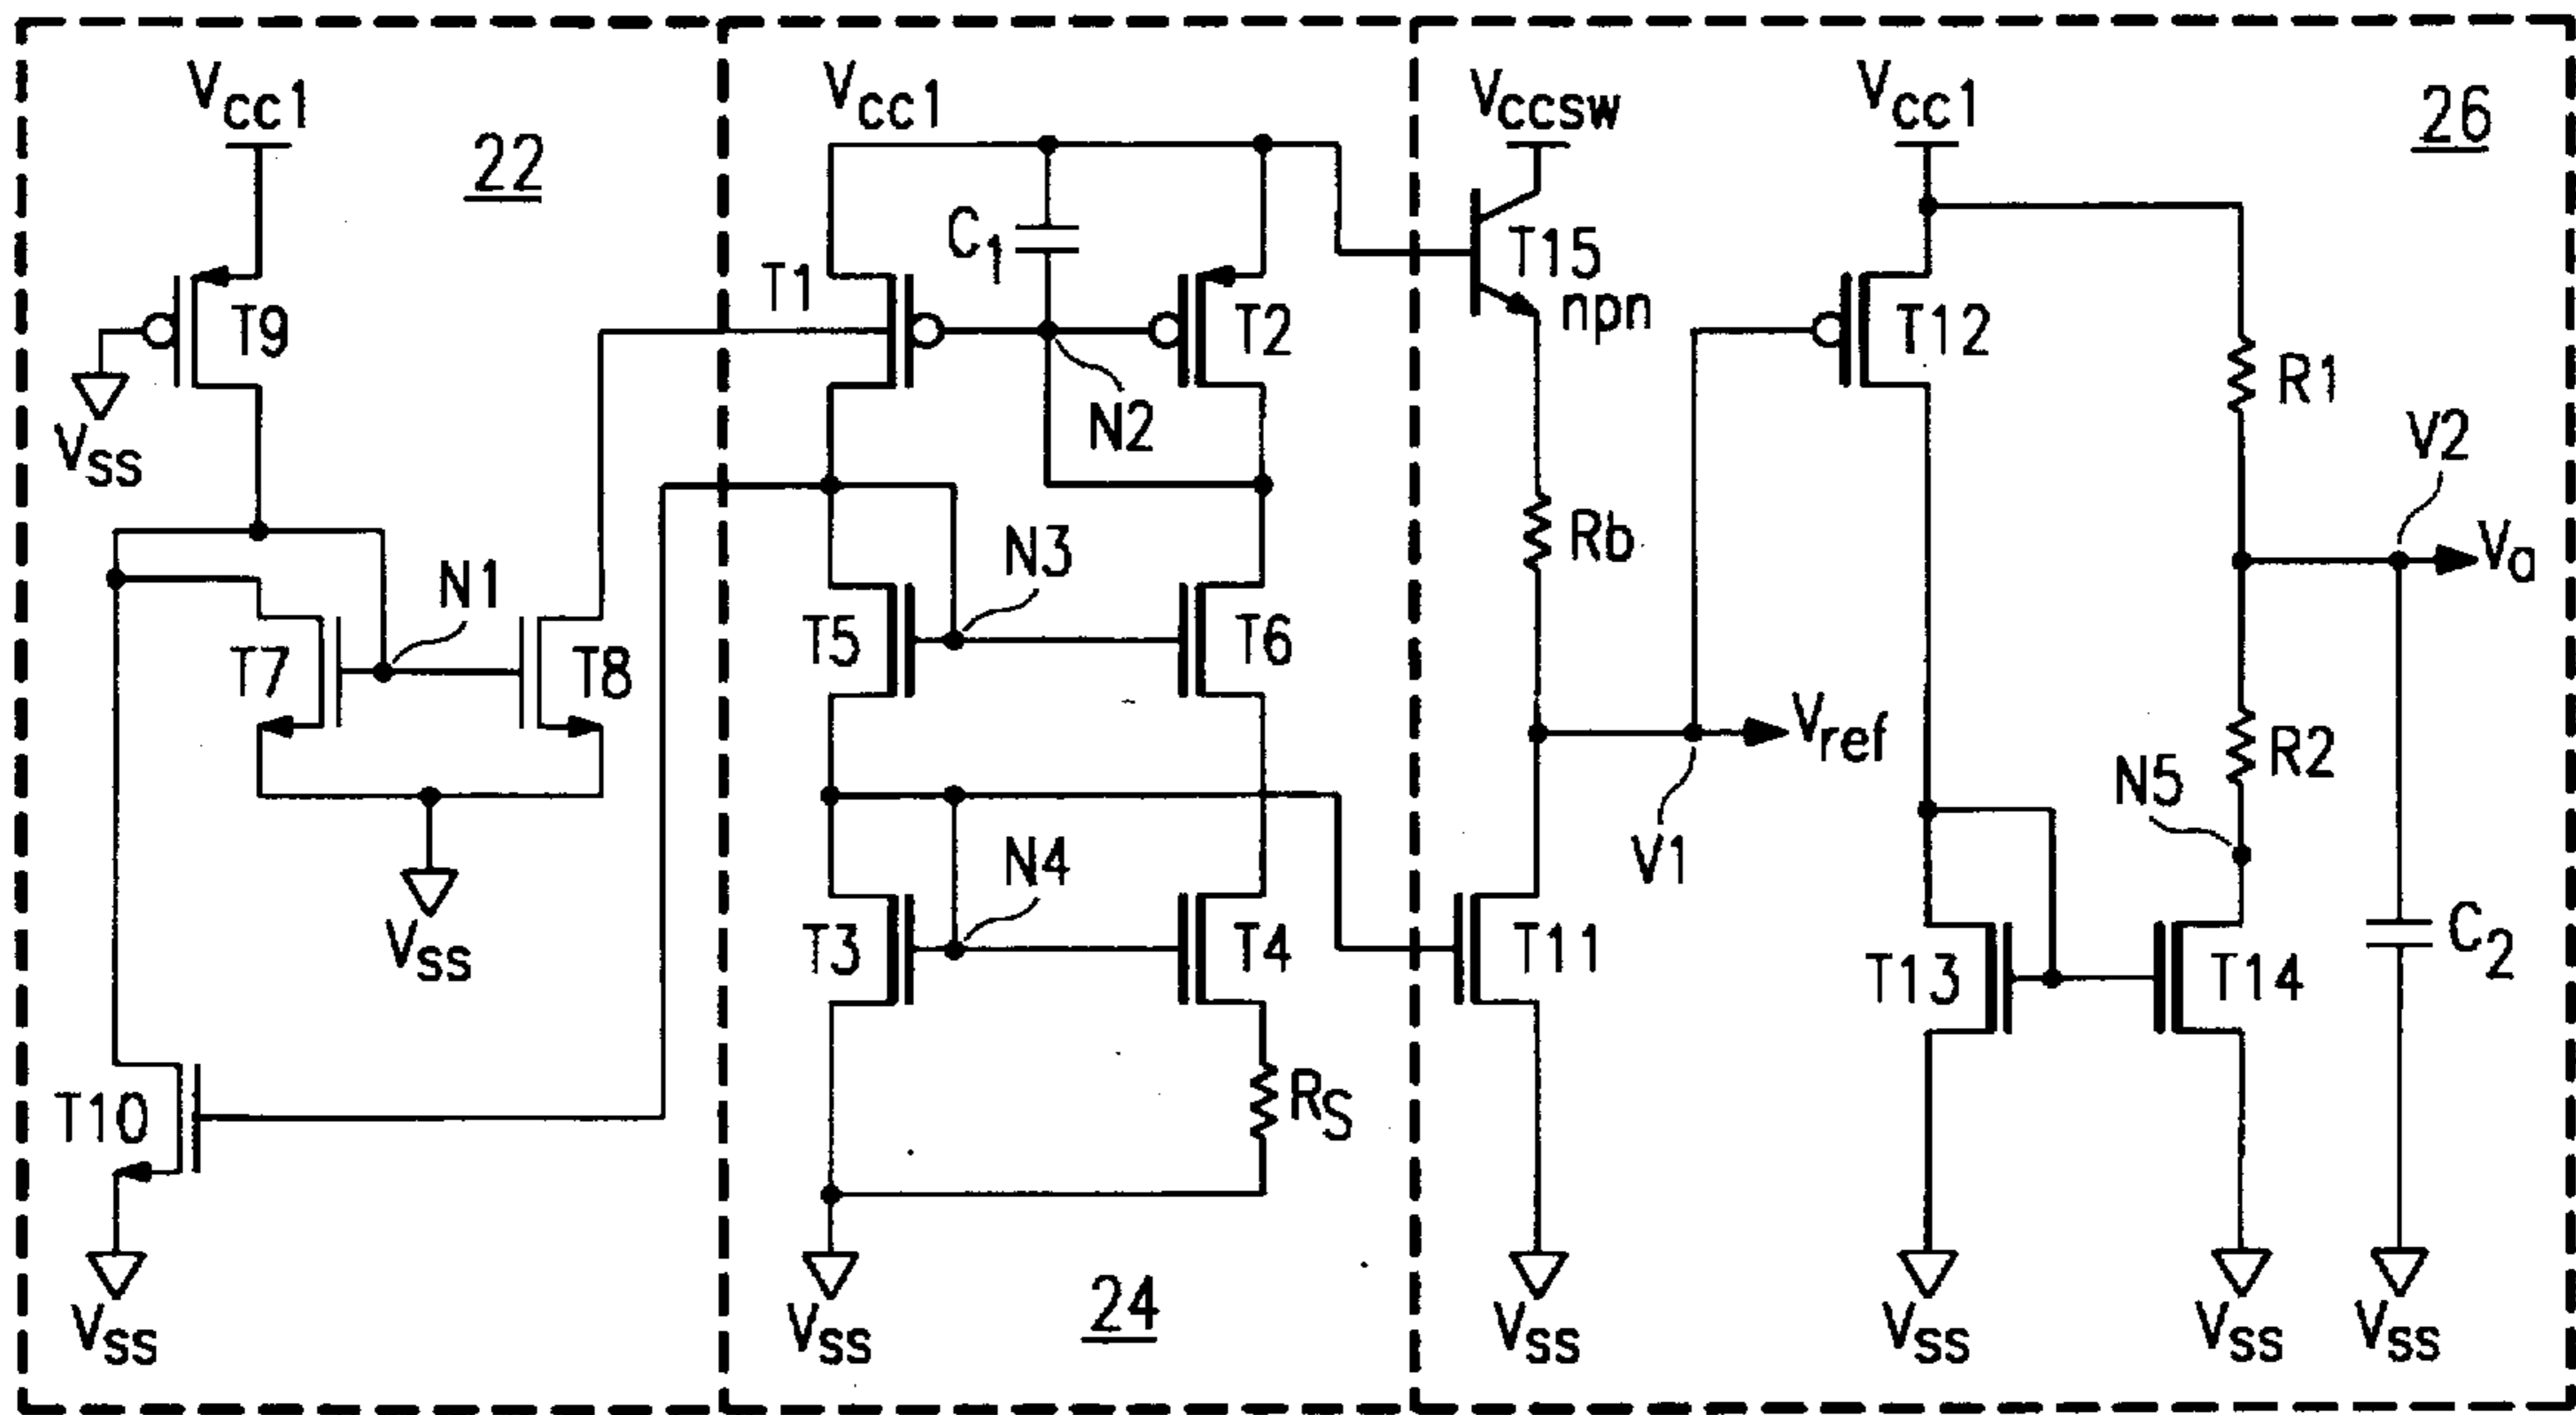 Vcc1
22
T9
Vss
N1
T7
T8
Vss
T10
Vss
Vcc1
C1
T1
T2
N2
N3
T5
T6
N4
T3
T4
RS
Vss
24
Vccsw
T15
npn
Rb
Vref
V1
T11
Vss
Vcc1
26
T12
R1
V2
Va
R2
N5
T13
T14
C2
Vss
Vss
Vss